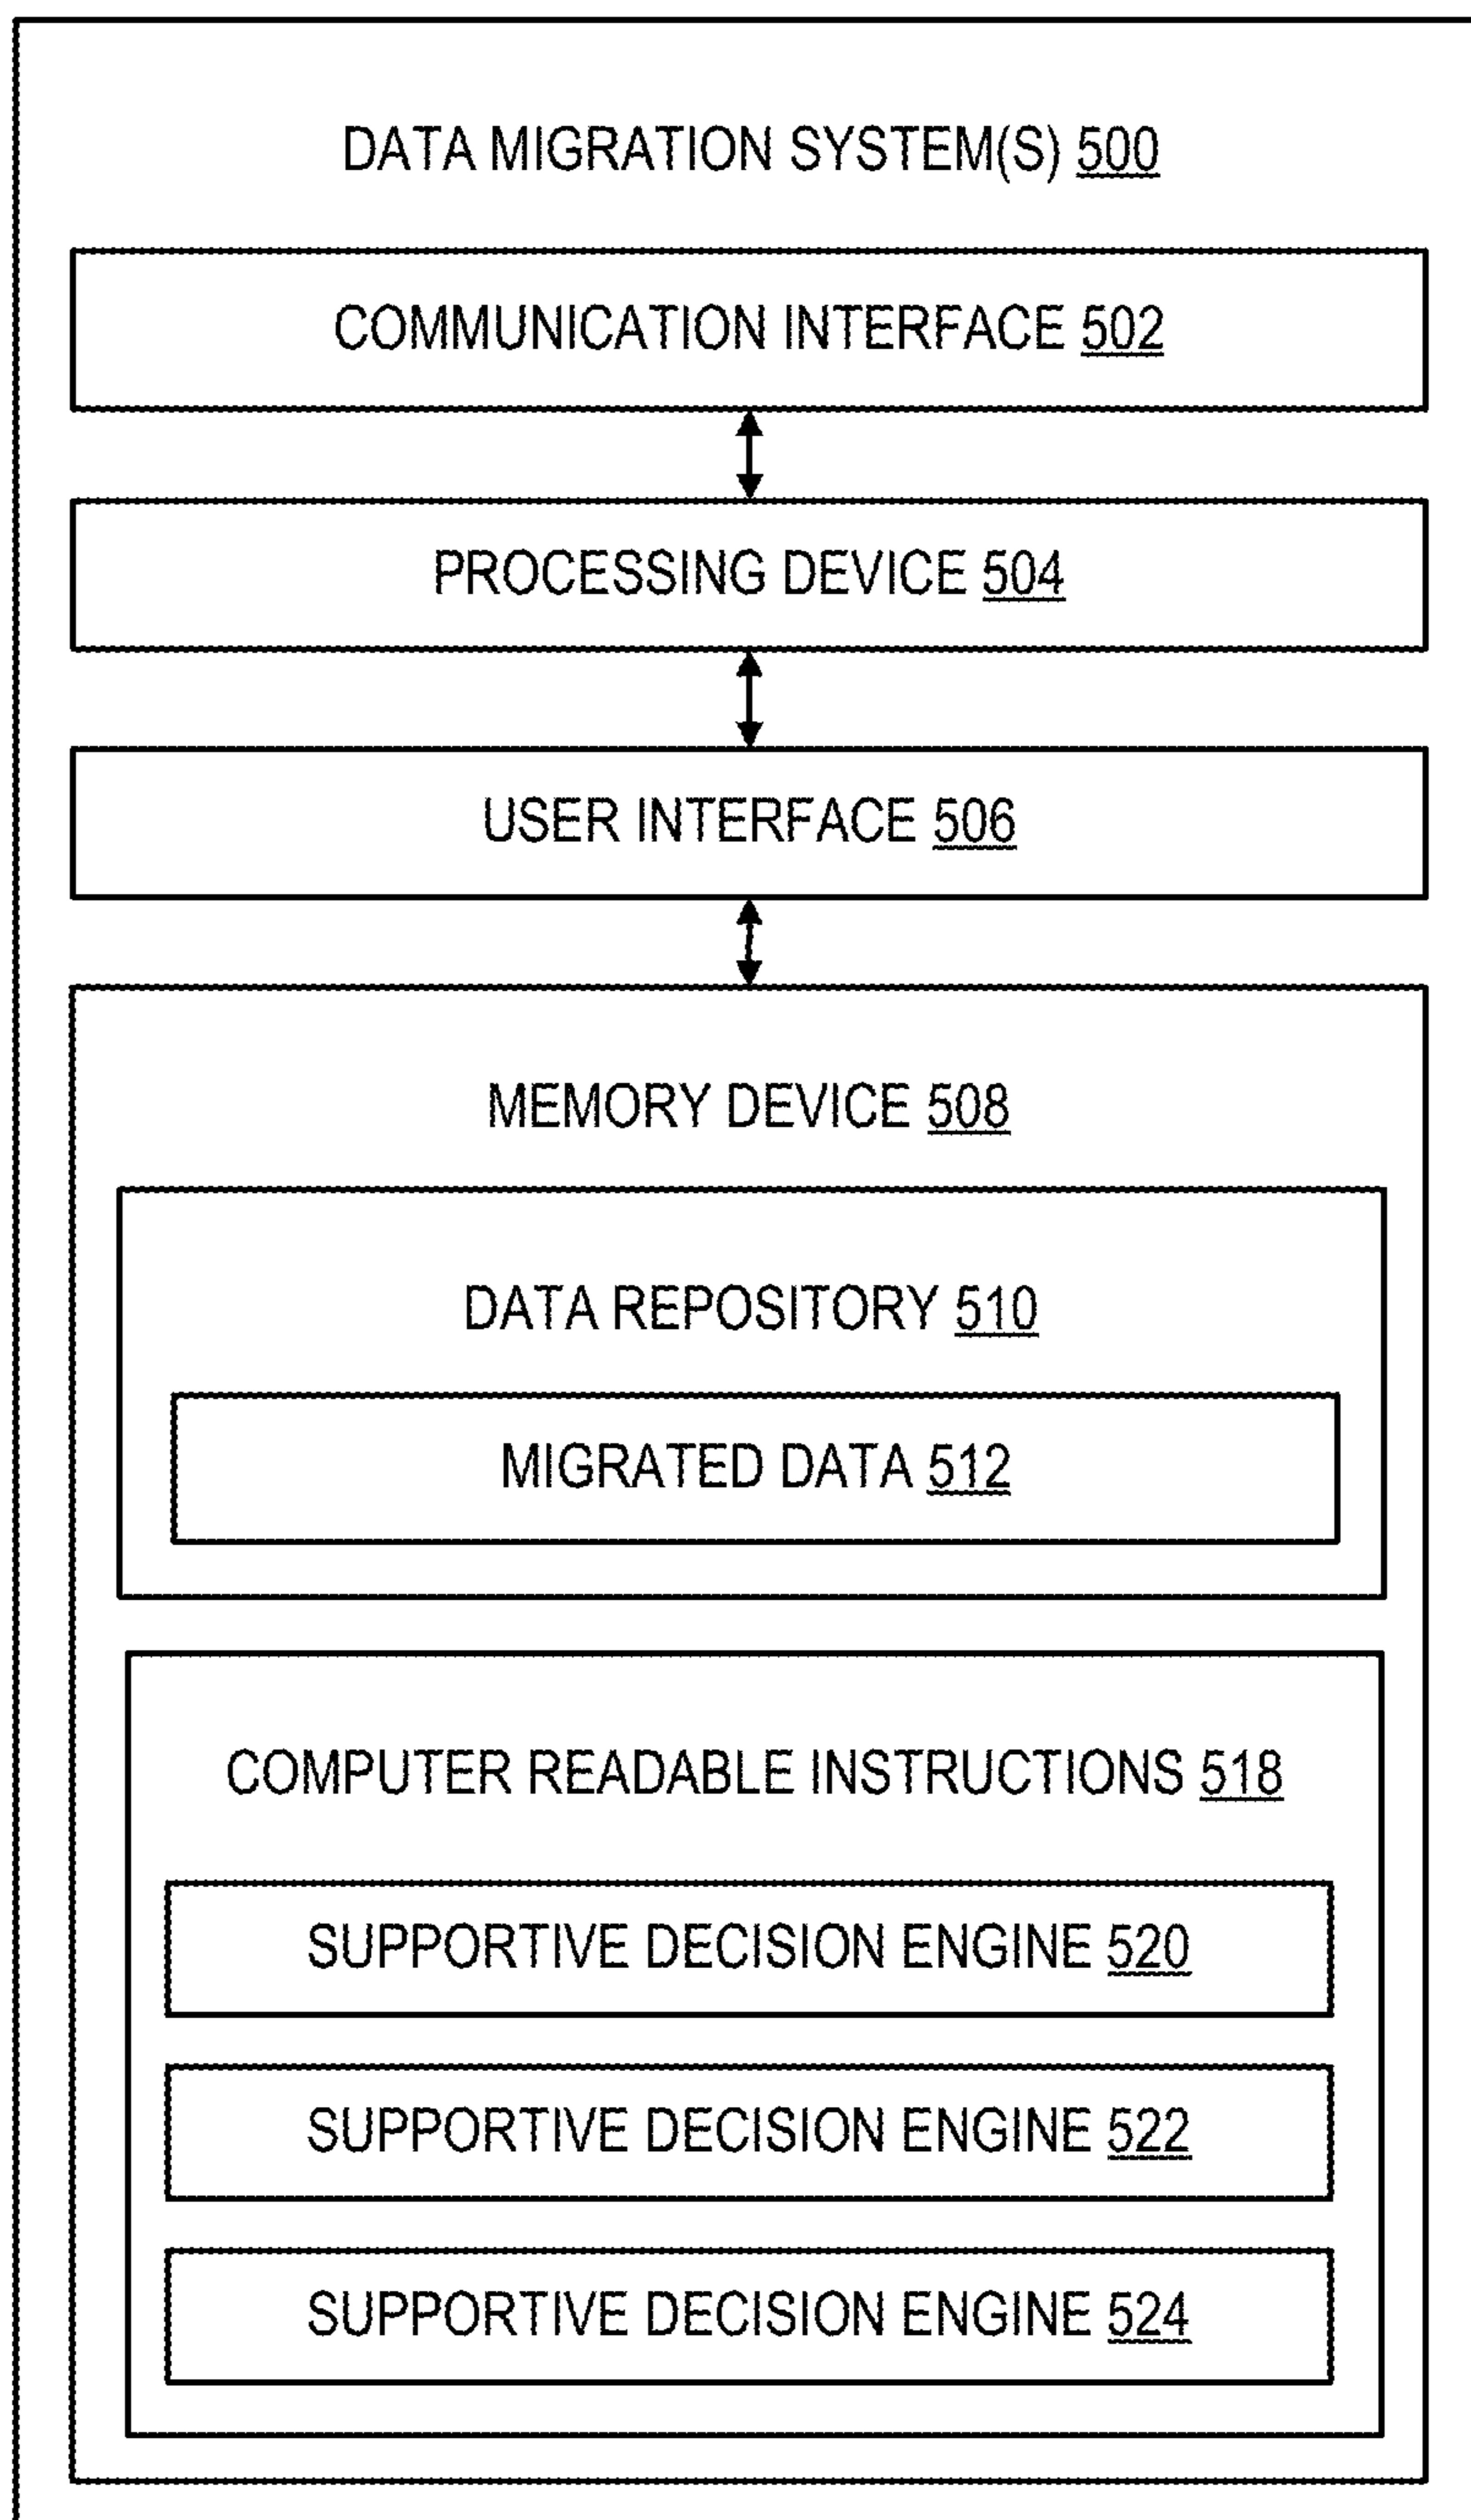 DATA MIGRATION SYSTEM(S) 500
COMMUNICATION INTERFACE 502
PROCESSING DEVICE 504
USER INTERFACE 506
MEMORY DEVICE 508
DATA REPOSITORY 510
MIGRATED DATA 512
COMPUTER READABLE INSTRUCTIONS 518
SUPPORTIVE DECISION ENGINE 520
SUPPORTIVE DECISION ENGINE 522
SUPPORTIVE DECISION ENGINE 524